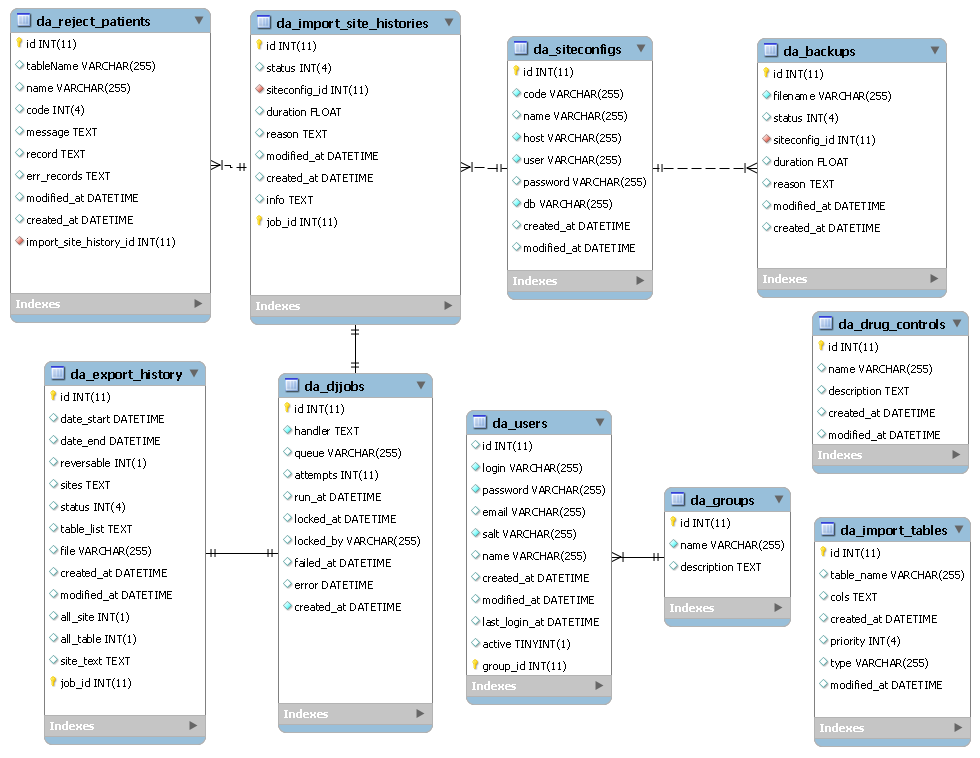 da_reject_patients
id INT(11)
tableName VARCHAR(255)
name VARCHAR(255)
code INT(4)
message TEXT
record TEXT
err_records TEXT
modified_at DATETIME
created_at DATETIME
import_site_history_id INT(11)
Indexes
da_import_site_histories
id INT(11)
status INT(4)
siteconfig_id INT(11)
duration FLOAT
reason TEXT
modified_at DATETIME
created_at DATETIME
info TEXT
job_id INT(11)
Indexes
da_siteconfigs
id INT(11)
code VARCHAR(255)
name VARCHAR(255)
host VARCHAR(255)
user VARCHAR(255)
password VARCHAR(255)
db VARCHAR(255)
created_at DATETIME
modified_at DATETIME
Indexes
da_backups
id INT(11)
filename VARCHAR(255)
status INT(4)
siteconfig_id INT(11)
duration FLOAT
reason TEXT
modified_at DATETIME
created_at DATETIME
Indexes
da_drug_controls
id INT(11)
name VARCHAR(255)
description TEXT
created_at DATETIME
modified_at DATETIME
Indexes
da_export_history
id INT(11)
date_start DATETIME
date_end DATETIME
reversable INT(1)
sites TEXT
status INT(4)
table_list TEXT
file VARCHAR(255)
created_at DATETIME
modified_at DATETIME
all_site INT(1)
all_table INT(1)
site_text TEXT
job_id INT(11)
Indexes
da_djjobs
id INT(11)
handler TEXT
queue VARCHAR(255)
attempts INT(11)
run_at DATETIME
locked_at DATETIME
locked_by VARCHAR(255)
failed_at DATETIME
error DATETIME
created_at DATETIME
Indexes
da_users
id INT(11)
login VARCHAR(255)
password VARCHAR(255)
email VARCHAR(255)
salt VARCHAR(255)
name VARCHAR(255)
created_at DATETIME
modified_at DATETIME
last_login_at DATETIME
active TINYINT(1)
group_id INT(11)
Indexes
da_groups
id INT(11)
name VARCHAR(255)
description TEXT
Indexes
da_import_tables
id INT(11)
table_name VARCHAR(255)
cols TEXT
created_at DATETIME
priority INT(4)
type VARCHAR(255)
modified_at DATETIME
Indexes